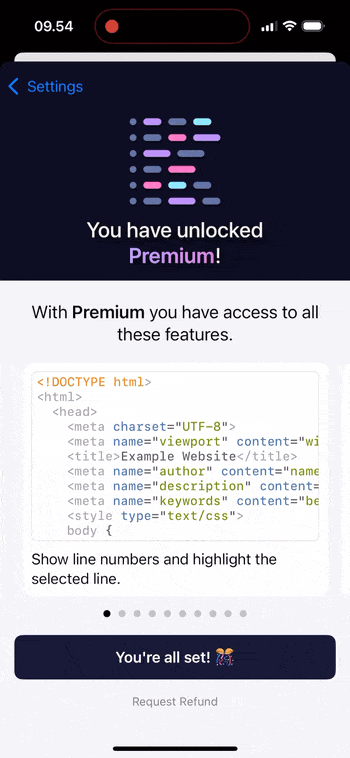 09.54
Settings
You have unlocked
Premium!
With Premium you have access to all
these features.
<!DOCTYPE html>
<html>
<head>
<meta charset="UTF-8">
<meta name="viewport" content="wi
<title>Example Website</title>
<meta name="author" content="name
<meta name="description" content=
<meta name="keywords" content="be
<style type="text/css">
body {
Show line numbers and highlight the
selected line.
You're all set! 🎊
Request Refund